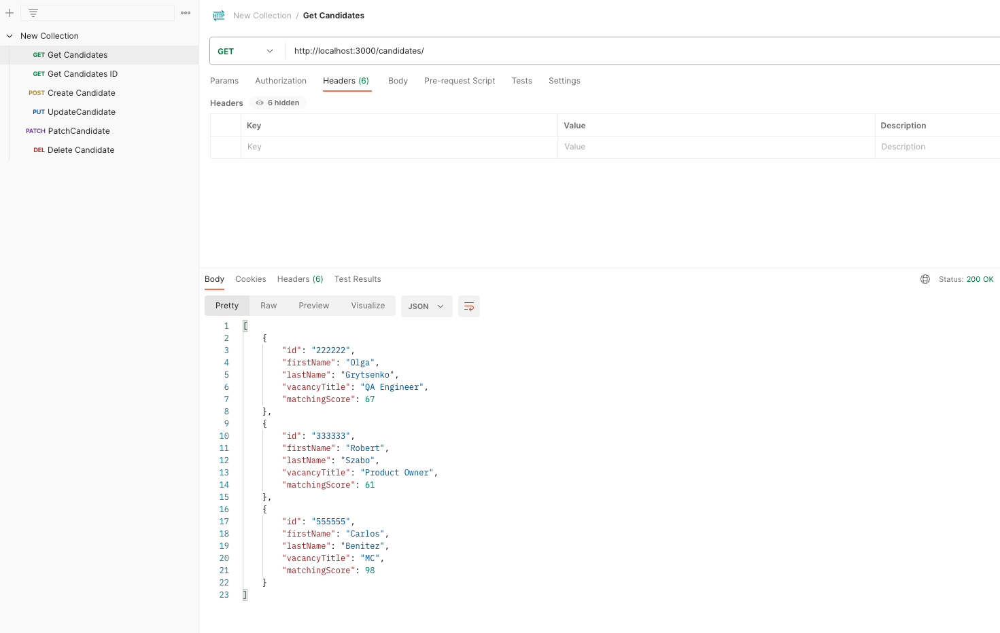 New Collection
GET Get Candidates
GET Get Candidates ID
POST Create Candidate
PUT UpdateCandidate
PATCH PatchCandidate
DEL Delete Candidate
HTTP New Collection / Get Candidates
GET http://localhost:3000/candidates/
Params Authorization Headers (6) Body Pre-request Script Tests Settings
Headers 6 hidden
Key Value Description
Key Value Description
Body Cookies Headers (6) Test Results Status: 200 OK
Pretty Raw Preview Visualize JSON
1 [
2 {
3 "id": "222222",
4 "firstName": "Olga",
5 "lastName": "Grytsenko",
6 "vacancyTitle": "QA Engineer",
7 "matchingScore": 67
8 },
9 {
10 "id": "333333",
11 "firstName": "Robert",
12 "lastName": "Szabo",
13 "vacancyTitle": "Product Owner",
14 "matchingScore": 61
15 },
16 {
17 "id": "555555",
18 "firstName": "Carlos",
19 "lastName": "Benitez",
20 "vacancyTitle": "MC",
21 "matchingScore": 98
22 }
23 ]